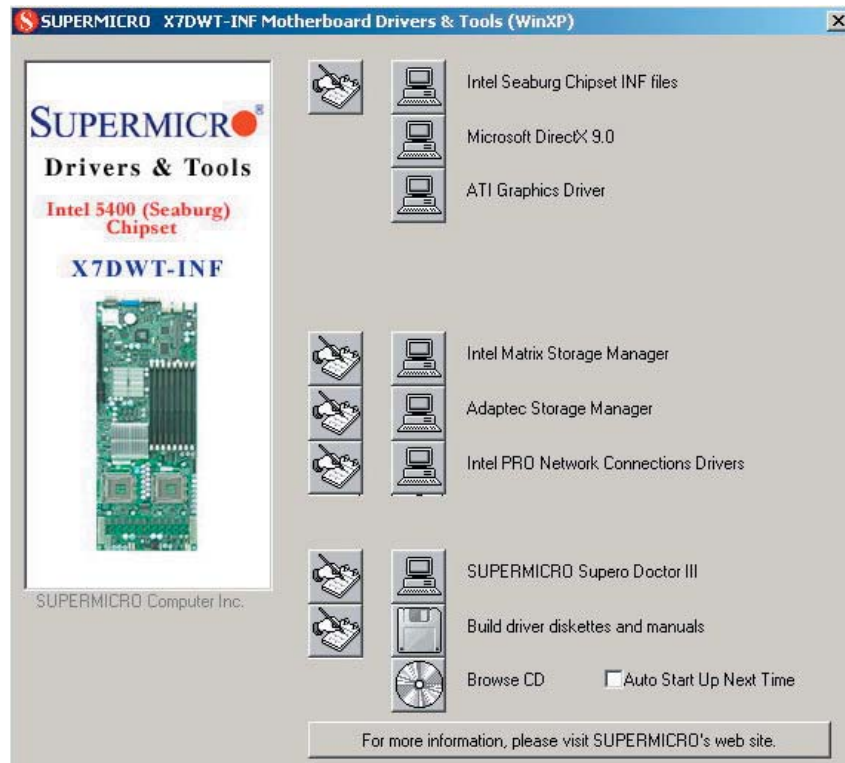 SUPERMICRO X7DWT-INF Motherboard Drivers & Tools (WinXP)
SUPERMICRO®
Drivers & Tools
Intel 5400 (Seaburg)
Chipset
X7DWT-INF
SUPERMICRO Computer Inc.
Intel Seaburg Chipset INF files
Microsoft DirectX 9.0
ATI Graphics Driver
Intel Matrix Storage Manager
Adaptec Storage Manager
Intel PRO Network Connections Drivers
SUPERMICRO Supero Doctor III
Build driver diskettes and manuals
Browse CD Auto Start Up Next Time
For more information, please visit SUPERMICRO's web site.